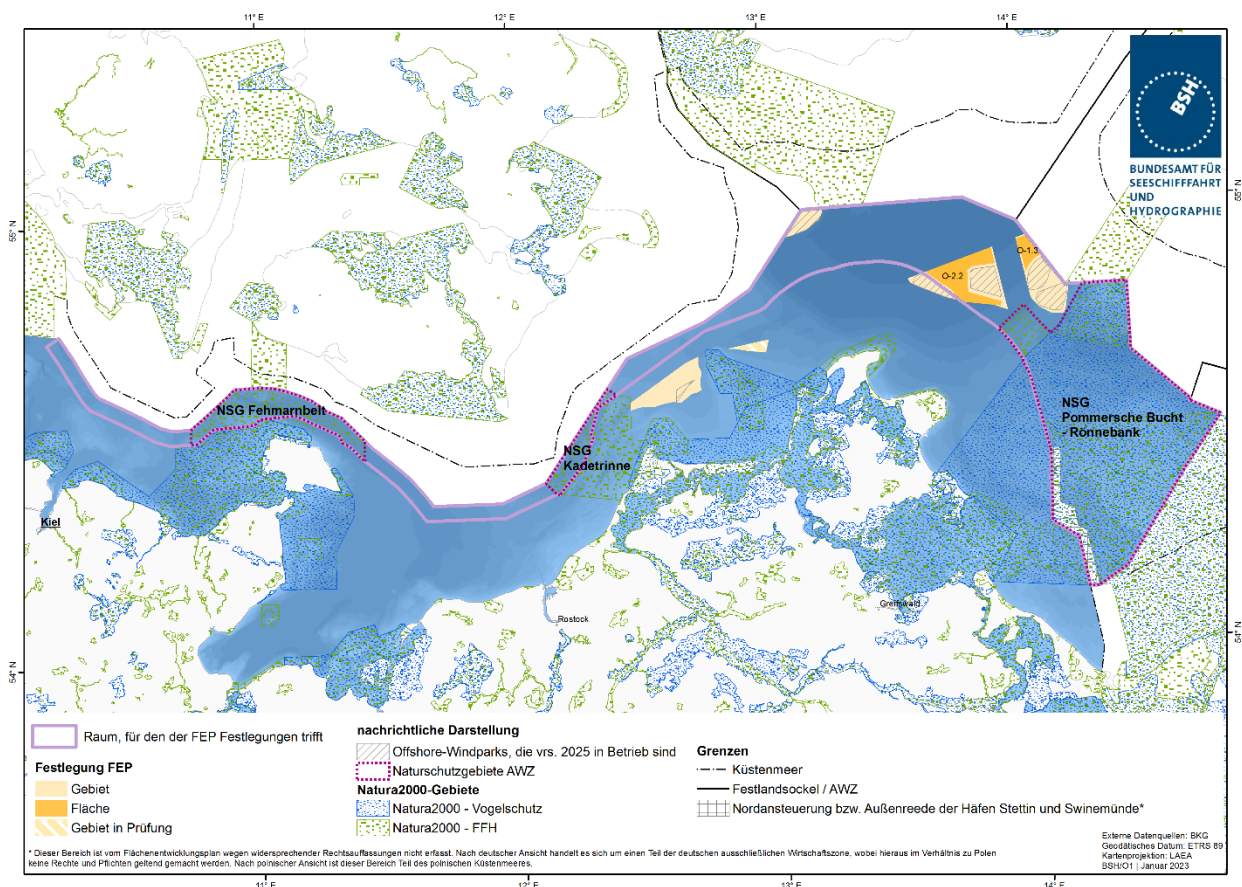 11° E
12° E
13° E
14° E
BSH
BUNDESAMT FÜR
SEESCHIFFFAHRT
UND
HYDROGRAPHIE
55° N
55° N
O-1.3
O-2.2
NSG Fehmarnbelt
NSG
Kadetrinne
NSG
Pommersche Bucht
- Rönnebank
Kiel
Rostock
Greifswald
54° N
54° N
Raum, für den der FEP Festlegungen trifft
Festlegung FEP
Gebiet
Fläche
Gebiet in Prüfung
nachrichtliche Darstellung
Offshore-Windparks, die vrs. 2025 in Betrieb sind
Naturschutzgebiete AWZ
Natura2000-Gebiete
Natura2000 - Vogelschutz
Natura2000 - FFH
Grenzen
Küstenmeer
Festlandsockel / AWZ
Nordansteuerung bzw. Außenreede der Häfen Stettin und Swinemünde*
* Dieser Bereich ist vom Flächenentwicklungsplan wegen widersprechender Rechtsauffassungen nicht erfasst. Nach deutscher Ansicht handelt es sich um einen Teil der deutschen ausschließlichen Wirtschaftszone, wobei hieraus im Verhältnis zu Polen
keine Rechte und Pflichten geltend gemacht werden. Nach polnischer Ansicht ist dieser Bereich Teil des polnischen Küstenmeeres.
Externe Datenquellen: BKG
Geodätisches Datum: ETRS 89
Kartenprojektion: LAEA
BSH/O1 | Januar 2023
11° E
12° E
13° E
14° E